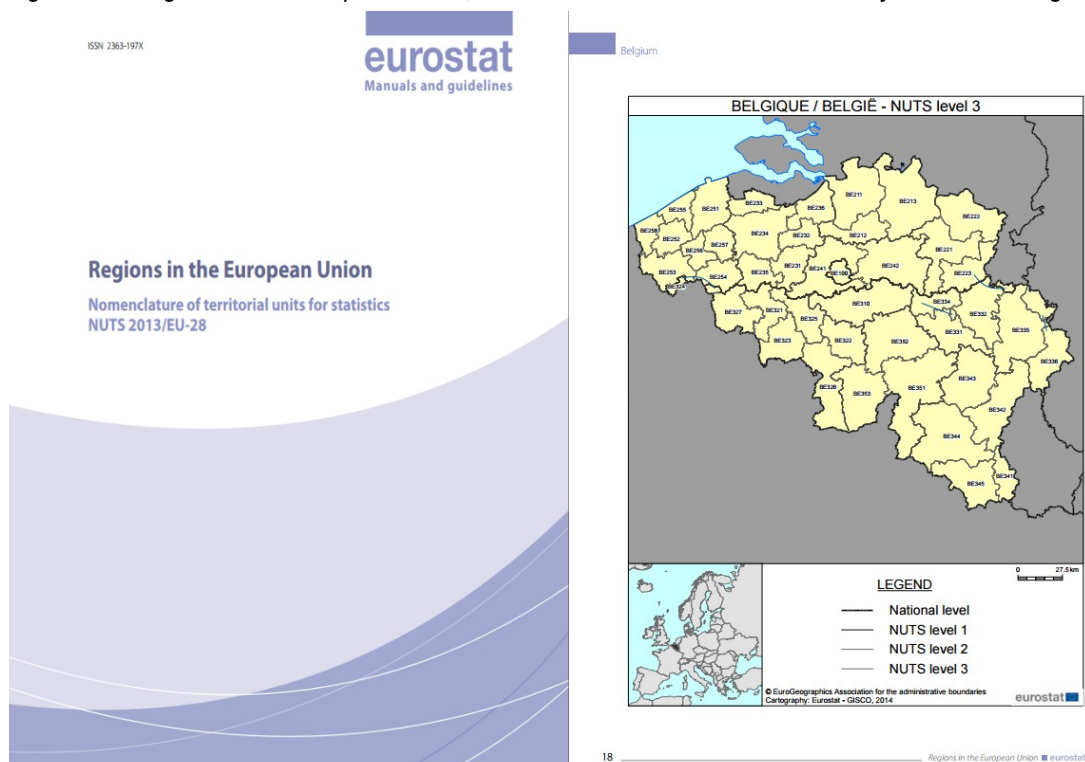 ISSN 2363-197X
eurostat
Manuals and guidelines
Regions in the European Union
Nomenclature of territorial units for statistics
NUTS 2013/EU-28
Belgium
BELGIQUE / BELGIË - NUTS level 3
BE211
BE213
BE255
BE251
BE233
BE236
BE222
BE258
BE252
BE257
BE234
BE232
BE212
BE256
BE221
BE253
BE254
BE235
BE231
BE241
BE100
BE242
BE223
BE324
BE327
BE321
BE310
BE334
BE332
BE325
BE335
BE323
BE322
BE352
BE331
BE336
BE326
BE353
BE351
BE343
BE342
BE344
BE345
BE341
0 27.5 km
LEGEND
National level
NUTS level 1
NUTS level 2
NUTS level 3
© EuroGeographics Association for the administrative boundaries
Cartography: Eurostat - GISCO, 2014
eurostat
18
Regions in the European Union eurostat